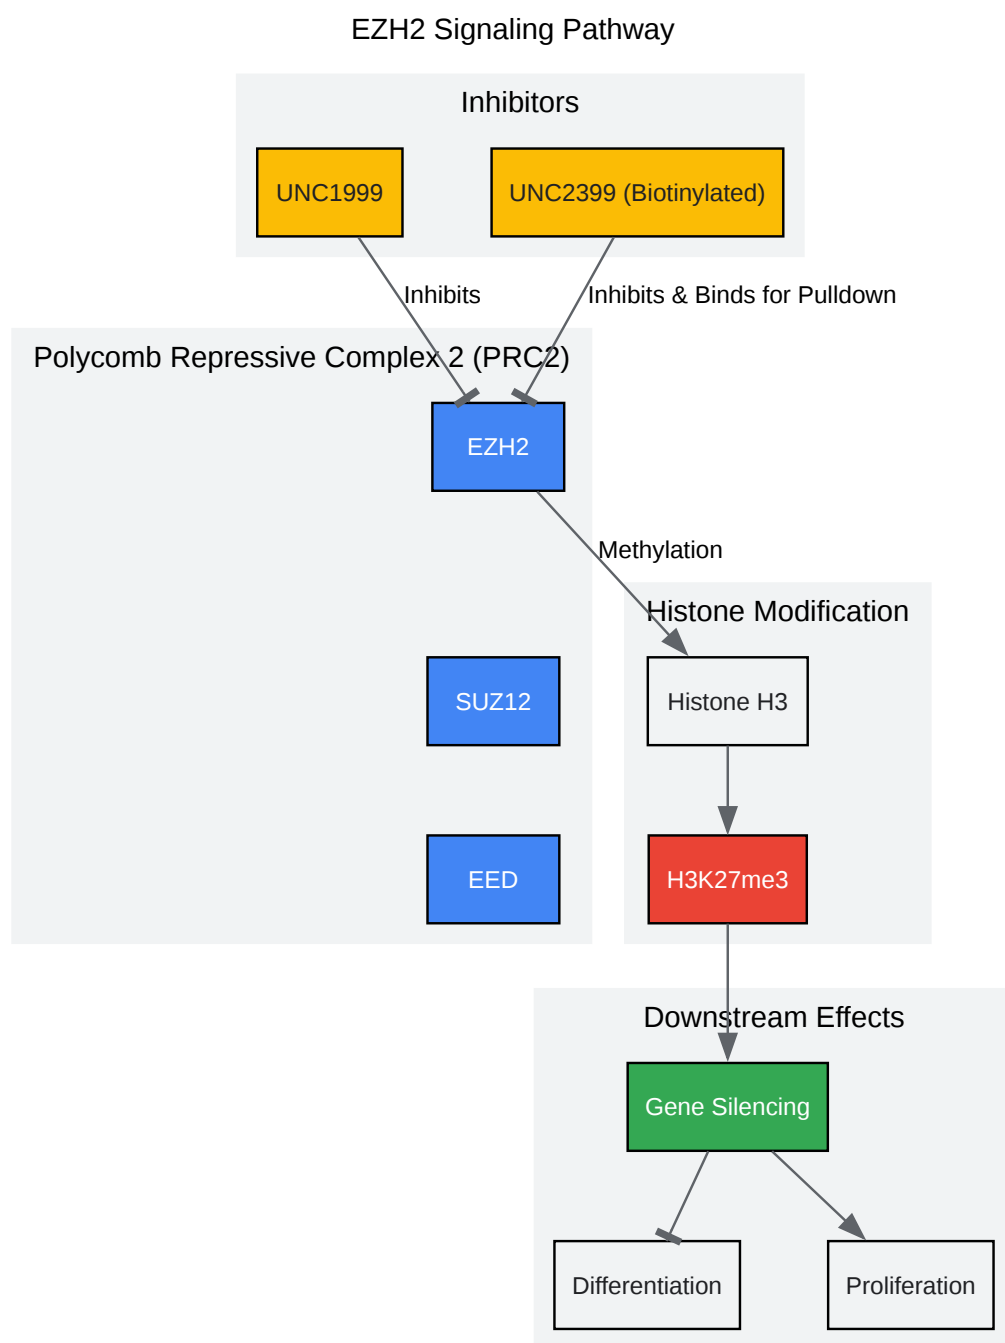 EZH2 Signaling Pathway
Inhibitors
UNC1999
UNC2399 (Biotinylated)
Inhibits
Inhibits & Binds for Pulldown
Polycomb Repressive Complex 2 (PRC2)
EZH2
Methylation
Histone Modification
SUZ12
Histone H3
EED
H3K27me3
Downstream Effects
Gene Silencing
Differentiation
Proliferation